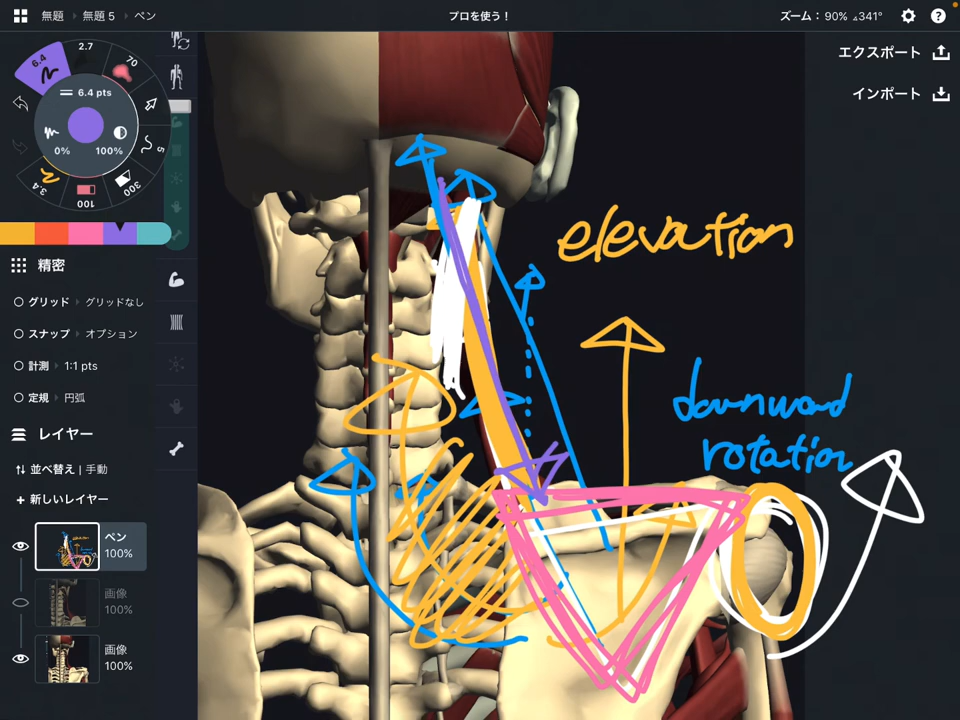 無題 › 無題 5 › ペン
プロを使う！
ズーム： 90% ⊿341°
エクスポート
インポート
2.7
6.4
70
6.4 pts
0%
100%
5
3.4
100
300
精密
グリッド › グリッドなし
スナップ › オプション
計測 › 1:1 pts
定規 › 円弧
レイヤー
並べ替え | 手動
+ 新しいレイヤー
ペン
100%
画像
100%
画像
100%
elevation
downward
rotation